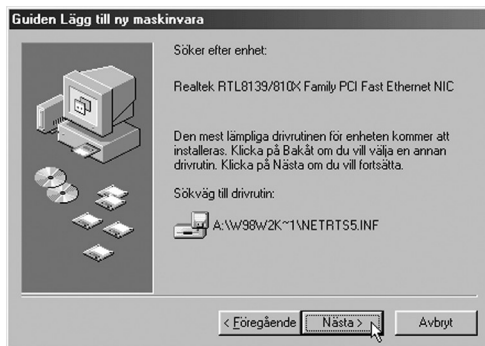 Guiden Lägg till ny maskinvara
Söker efter enhet:
Realtek RTL8139/810X Family PCI Fast Ethernet NIC
Den mest lämpliga drivrutinen för enheten kommer att
installeras. Klicka på Bakåt om du vill välja en annan
drivrutin. Klicka på Nästa om du vill fortsätta.
Sökväg till drivrutin:
A:\W98W2K~1\NETRTS5.INF
< Föregående
Nästa >
Avbryt